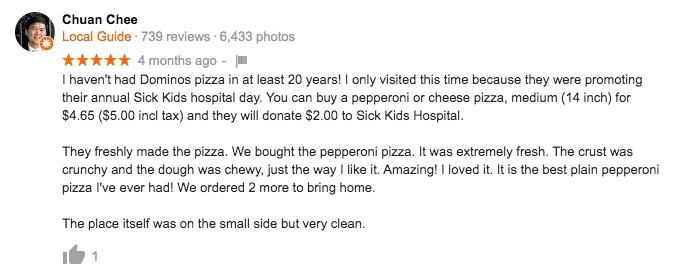 Chuan Chee
Local Guide · 739 reviews · 6,433 photos
4 months ago -
I haven't had Dominos pizza in at least 20 years! I only visited this time because they were promoting
their annual Sick Kids hospital day. You can buy a pepperoni or cheese pizza, medium (14 inch) for
$4.65 ($5.00 incl tax) and they will donate $2.00 to Sick Kids Hospital.
They freshly made the pizza. We bought the pepperoni pizza. It was extremely fresh. The crust was
crunchy and the dough was chewy, just the way I like it. Amazing! I loved it. It is the best plain pepperoni
pizza I've ever had! We ordered 2 more to bring home.
The place itself was on the small side but very clean.
1